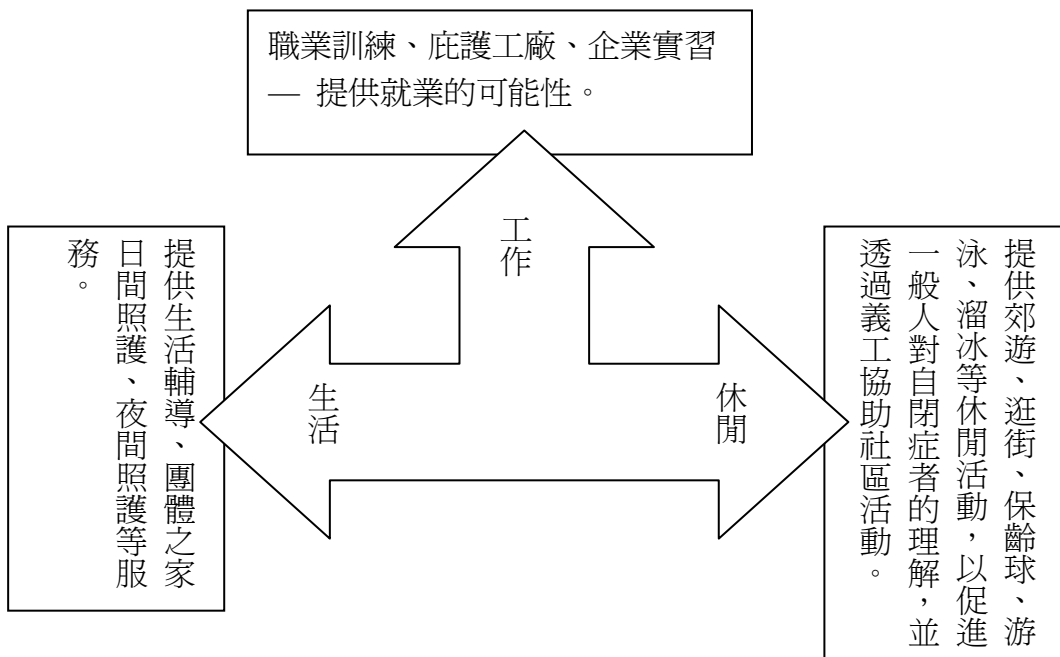 職業訓練、庇護工廠、企業實習
— 提供就業的可能性。
工作
提供生活輔導、團體之家
日間照護、夜間照護等服
務。
生活
休閒
提供郊遊、逛街、保齡球、游
泳、溜冰等休閒活動，以促進
一般人對自閉症者的理解，並
透過義工協助社區活動。